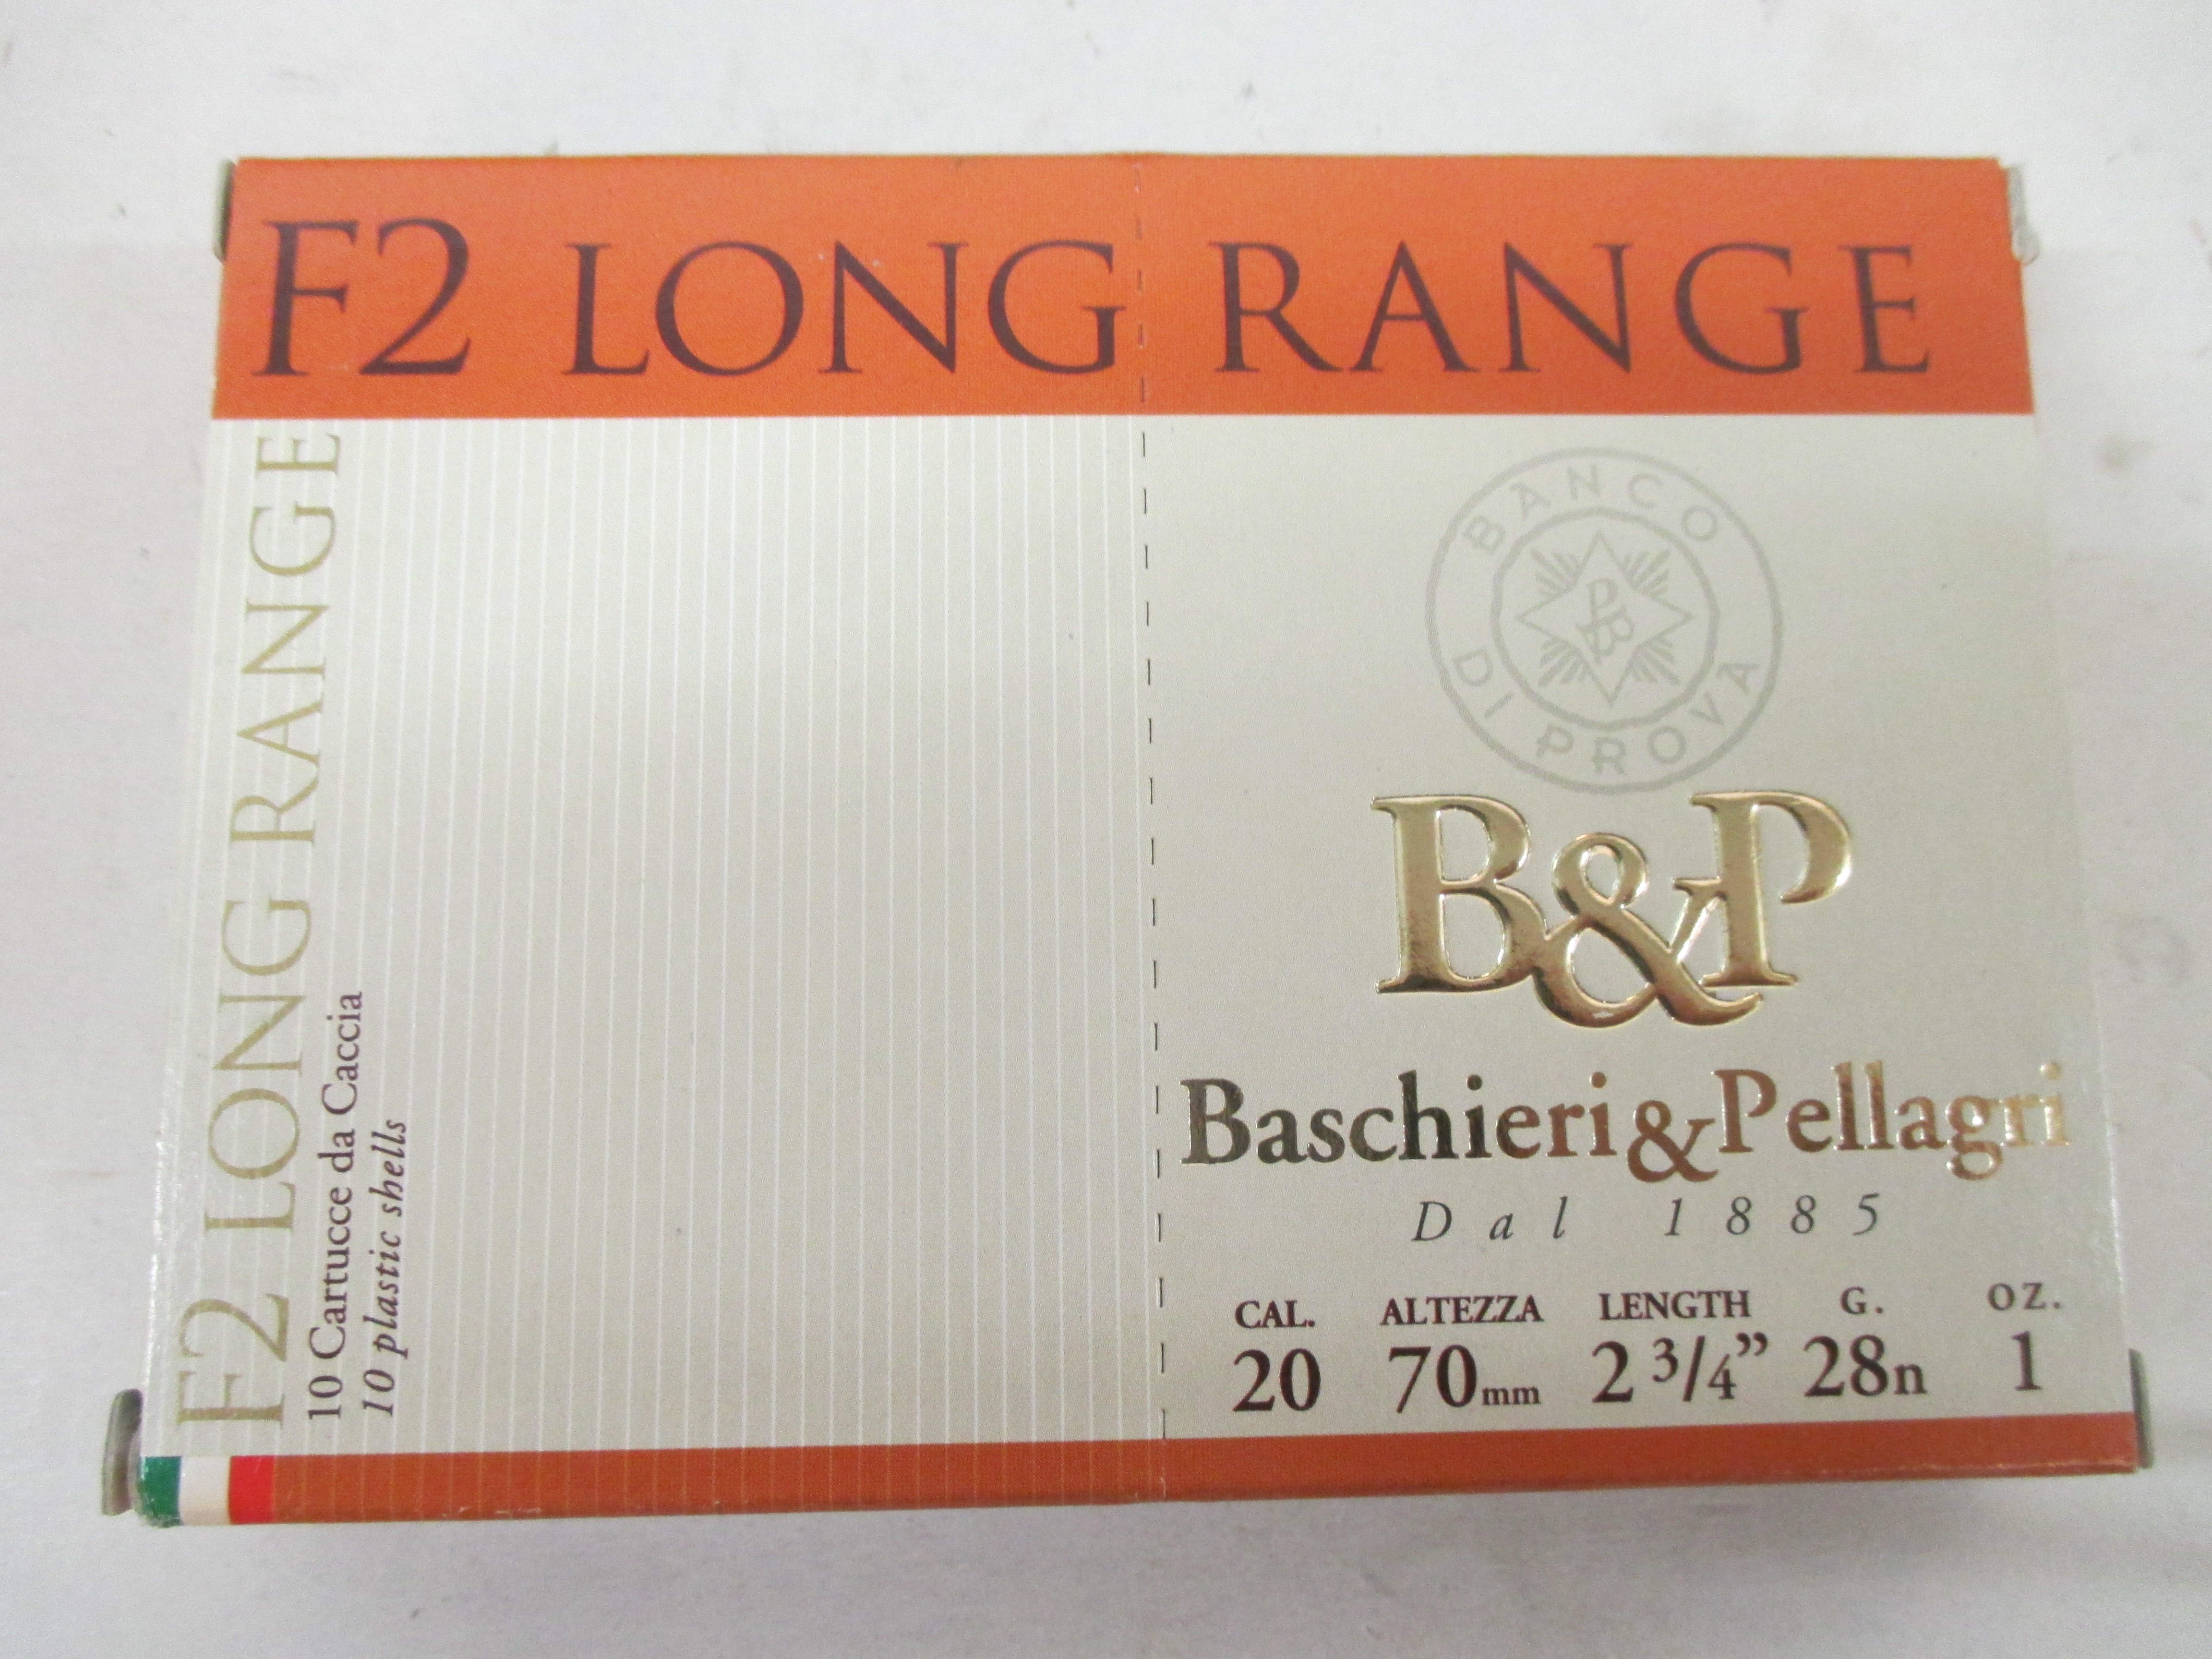 F2 LONG RANGE
F2 LONG RANGE
10 Cartucce da Caccia
10 plastic shells
BANCO
DI PROVA
B&P
Baschieri&Pellagri
Dal 1885
CAL. ALTEZZA LENGTH G. OZ.
20 70mm 2 3/4” 28n 1